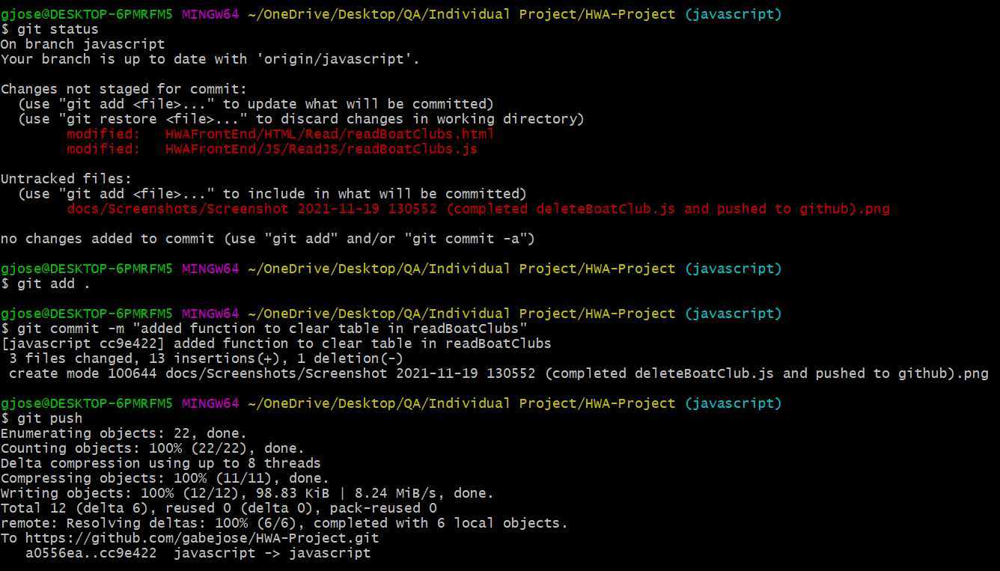 gjose@DESKTOP-6PMRFM5 MINGW64 ~/OneDrive/Desktop/QA/Individual Project/HWA-Project (javascript)
$ git status
On branch javascript
Your branch is up to date with 'origin/javascript'.

Changes not staged for commit:
  (use "git add <file>..." to update what will be committed)
  (use "git restore <file>..." to discard changes in working directory)
        modified:   HWAFrontEnd/HTML/Read/readBoatClubs.html
        modified:   HWAFrontEnd/JS/ReadJS/readBoatClubs.js

Untracked files:
  (use "git add <file>..." to include in what will be committed)
        docs/Screenshots/Screenshot 2021-11-19 130552 (completed deleteBoatClub.js and pushed to github).png

no changes added to commit (use "git add" and/or "git commit -a")

gjose@DESKTOP-6PMRFM5 MINGW64 ~/OneDrive/Desktop/QA/Individual Project/HWA-Project (javascript)
$ git add .

gjose@DESKTOP-6PMRFM5 MINGW64 ~/OneDrive/Desktop/QA/Individual Project/HWA-Project (javascript)
$ git commit -m "added function to clear table in readBoatClubs"
[javascript cc9e422] added function to clear table in readBoatClubs
 3 files changed, 13 insertions(+), 1 deletion(-)
 create mode 100644 docs/Screenshots/Screenshot 2021-11-19 130552 (completed deleteBoatClub.js and pushed to github).png

gjose@DESKTOP-6PMRFM5 MINGW64 ~/OneDrive/Desktop/QA/Individual Project/HWA-Project (javascript)
$ git push
Enumerating objects: 22, done.
Counting objects: 100% (22/22), done.
Delta compression using up to 8 threads
Compressing objects: 100% (11/11), done.
Writing objects: 100% (12/12), 98.83 KiB | 8.24 MiB/s, done.
Total 12 (delta 6), reused 0 (delta 0), pack-reused 0
remote: Resolving deltas: 100% (6/6), completed with 6 local objects.
To https://github.com/gabejose/HWA-Project.git
   a0556ea..cc9e422  javascript -> javascript